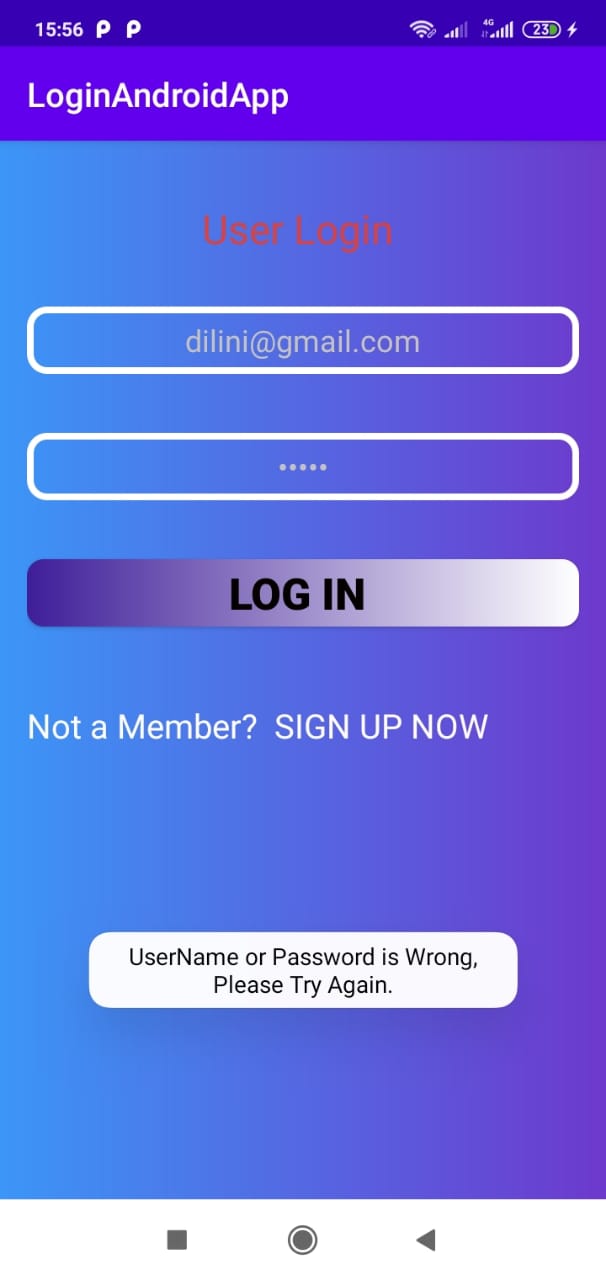 15:56
4G
23
LoginAndroidApp
User Login
dilini@gmail.com
•••••
LOG IN
Not a Member? SIGN UP NOW
UserName or Password is Wrong,
Please Try Again.